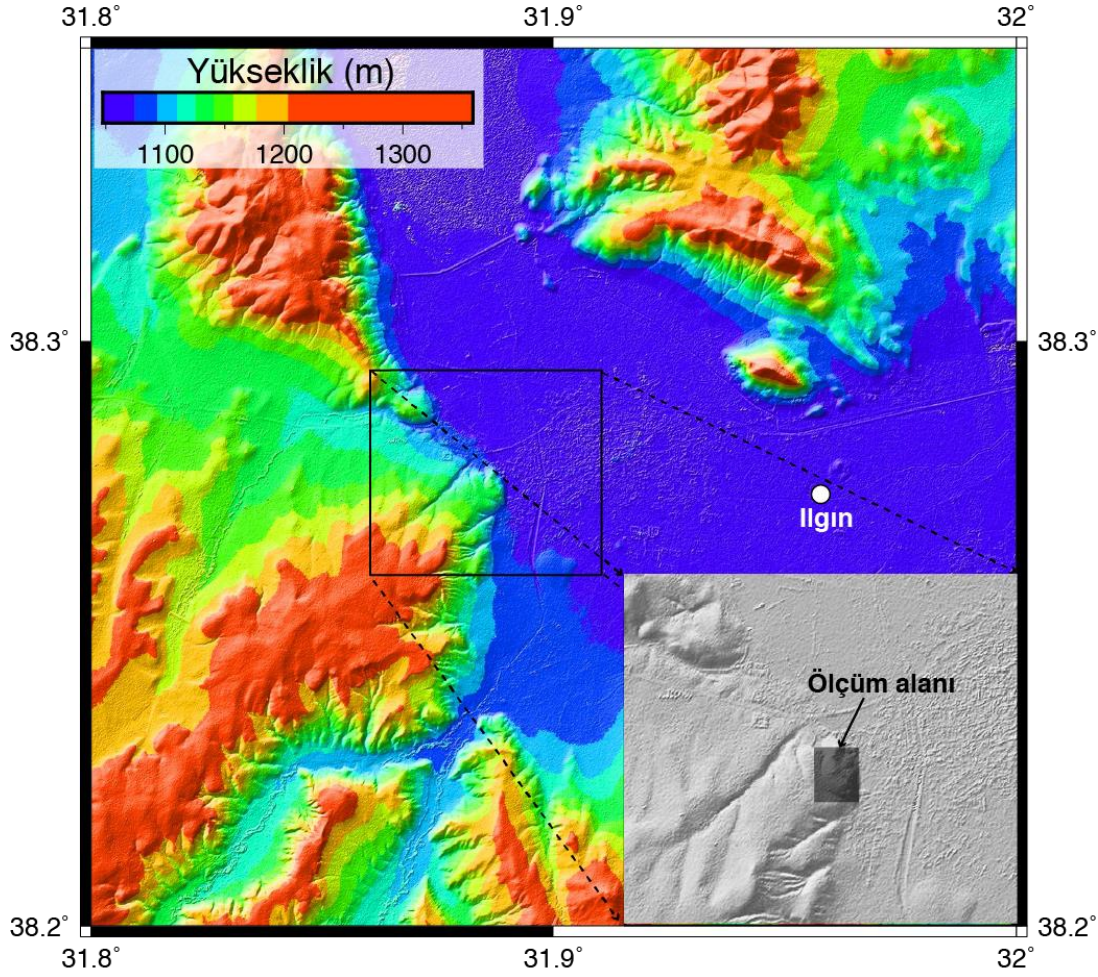 31.8˚ 31.9˚ 32˚
Yükseklik (m)
1100 1200 1300
38.3˚ 38.3˚
Ilgın
Ölçüm alanı
38.2˚ 38.2˚
31.8˚ 31.9˚ 32˚